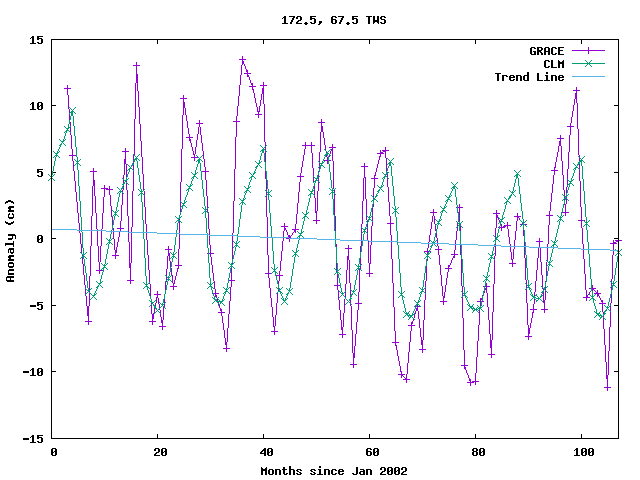 172.5, 67.5 TWS
GRACE
CLM
Trend Line
Anomaly (cm)
15
10
5
0
-5
-10
-15
0 20 40 60 80 100
Months since Jan 2002